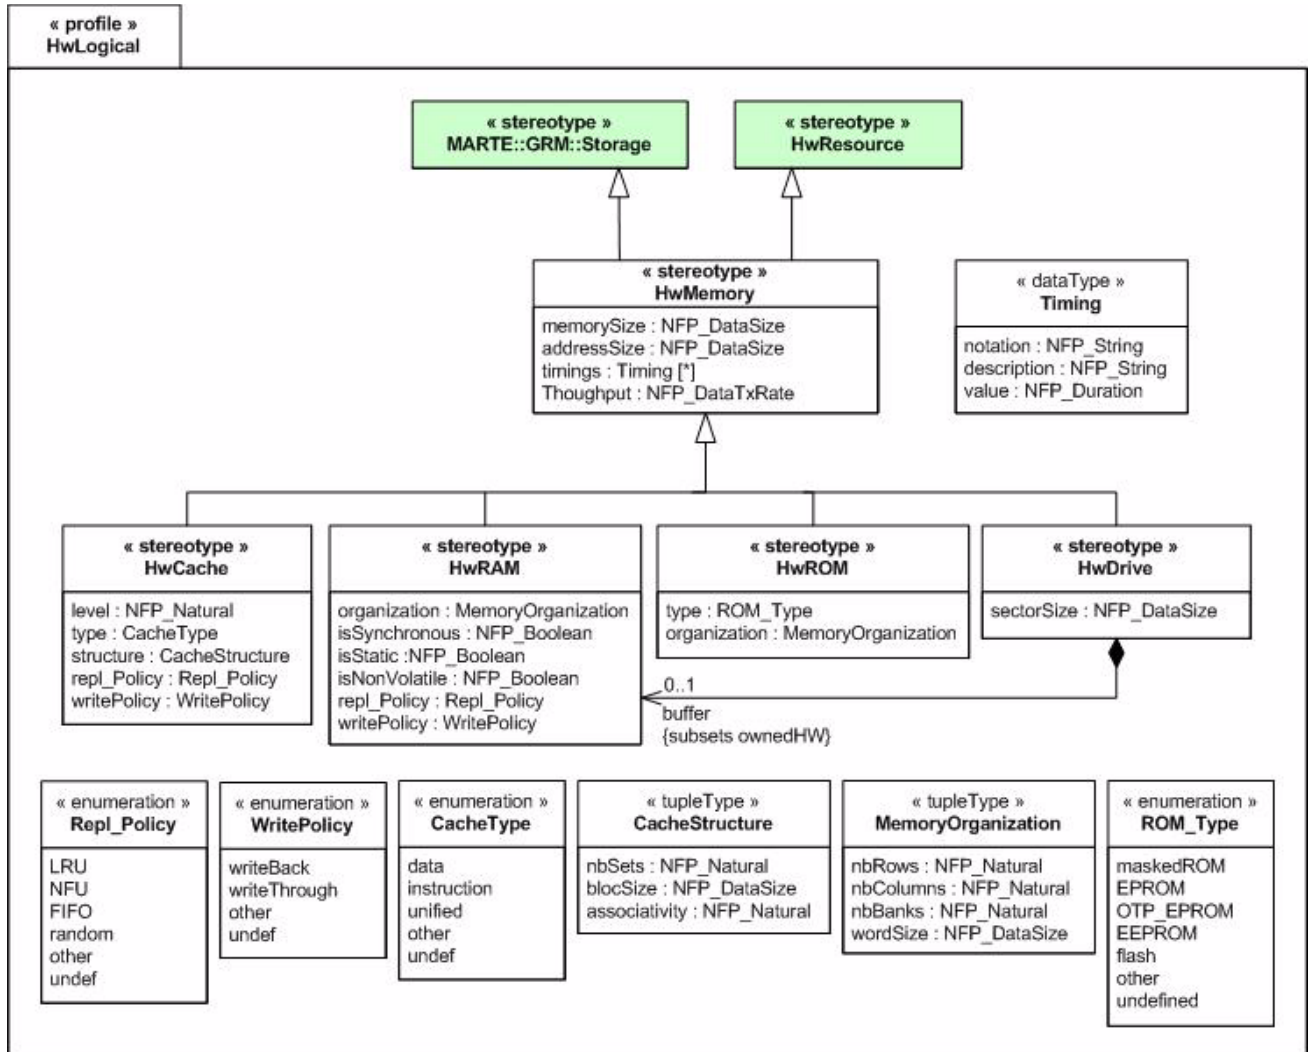 « profile »
HwLogical
« stereotype »
MARTE::GRM::Storage
« stereotype »
HwResource
« stereotype »
HwMemory
memorySize : NFP_DataSize
addressSize : NFP_DataSize
timings : Timing [*]
Thoughput : NFP_DataTxRate
« dataType »
Timing
notation : NFP_String
description : NFP_String
value : NFP_Duration
« stereotype »
HwCache
level : NFP_Natural
type : CacheType
structure : CacheStructure
repl_Policy : Repl_Policy
writePolicy : WritePolicy
« stereotype »
HwRAM
organization : MemoryOrganization
isSynchronous : NFP_Boolean
isStatic :NFP_Boolean
isNonVolatile : NFP_Boolean
repl_Policy : Repl_Policy
writePolicy : WritePolicy
« stereotype »
HwROM
type : ROM_Type
organization : MemoryOrganization
« stereotype »
HwDrive
sectorSize : NFP_DataSize
0..1
buffer
{subsets ownedHW}
« enumeration »
Repl_Policy
LRU
NFU
FIFO
random
other
undef
« enumeration »
WritePolicy
writeBack
writeThrough
other
undef
« enumeration »
CacheType
data
instruction
unified
other
undef
« tupleType »
CacheStructure
nbSets : NFP_Natural
blocSize : NFP_DataSize
associativity : NFP_Natural
« tupleType »
MemoryOrganization
nbRows : NFP_Natural
nbColumns : NFP_Natural
nbBanks : NFP_Natural
wordSize : NFP_DataSize
« enumeration »
ROM_Type
maskedROM
EPROM
OTP_EPROM
EEPROM
flash
other
undefined